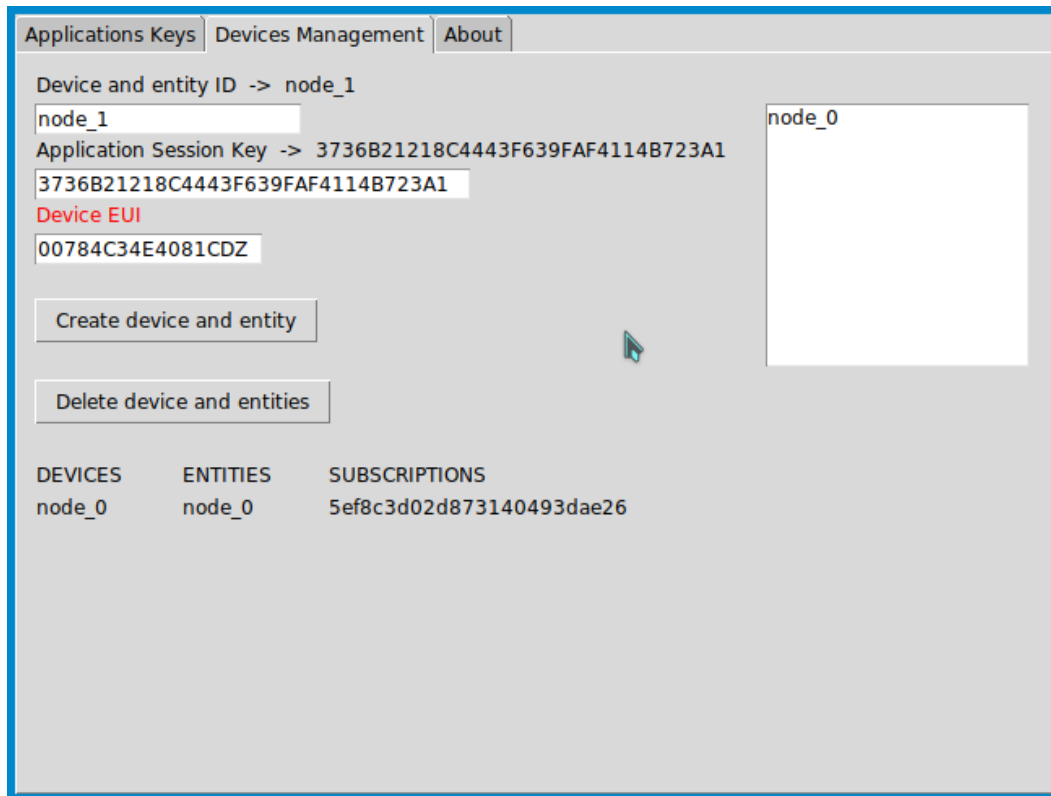 Applications Keys Devices Management About
Device and entity ID -> node_1
node_1
node_0
Application Session Key -> 3736B21218C4443F639FAF4114B723A1
3736B21218C4443F639FAF4114B723A1
Device EUI
00784C34E4081CDZ
Create device and entity
Delete device and entities
DEVICES ENTITIES SUBSCRIPTIONS
node_0 node_0 5ef8c3d02d873140493dae26